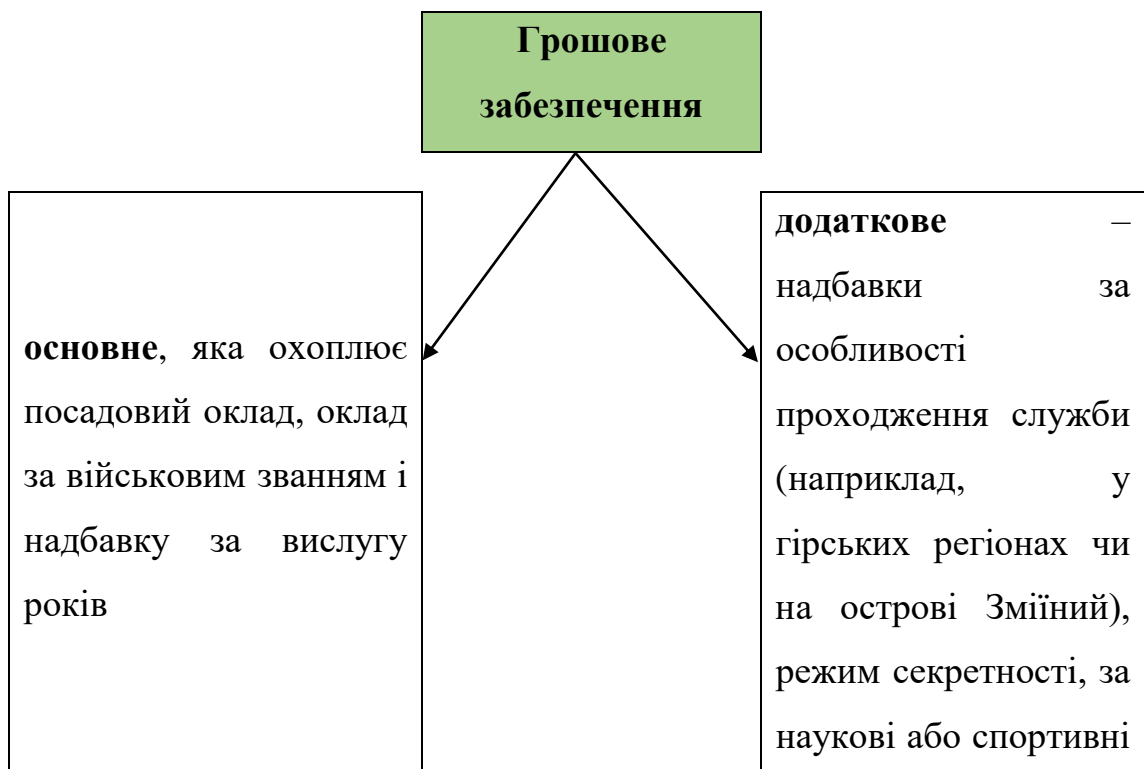 Грошове
забезпечення
основне, яка охоплює
посадовий оклад, оклад
за військовим званням і
надбавку за вислугу
років
додаткове –
надбавки за
особливості
проходження служби
(наприклад, у
гірських регіонах чи
на острові Зміїний),
режим секретності, за
наукові або спортивні